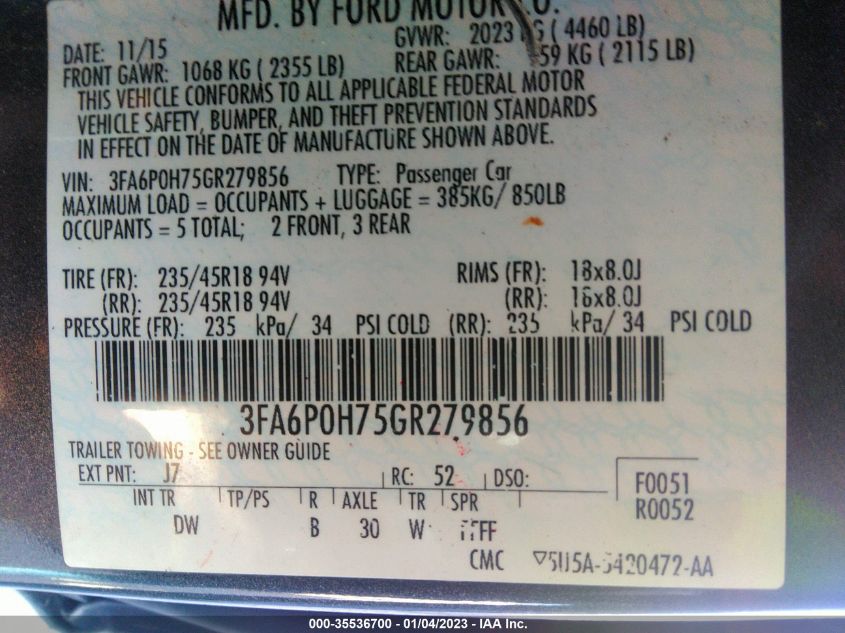 MFD. BY FORD MOTOR CO.
DATE: 11/15 GVWR: 2023 KG ( 4460 LB)
FRONT GAWR: 1068 KG ( 2355 LB) REAR GAWR: 59 KG ( 2115 LB)
THIS VEHICLE CONFORMS TO ALL APPLICABLE FEDERAL MOTOR
VEHICLE SAFETY, BUMPER, AND THEFT PREVENTION STANDARDS
IN EFFECT ON THE DATE OF MANUFACTURE SHOWN ABOVE.
VIN: 3FA6P0H75GR279856 TYPE: Passenger Car
MAXIMUM LOAD = OCCUPANTS + LUGGAGE = 385KG/ 850LB
OCCUPANTS = 5 TOTAL; 2 FRONT, 3 REAR
TIRE (FR): 235/45R18 94V RIMS (FR): 18x8.0J
(RR): 235/45R18 94V (RR): 18x8.0J
PRESSURE (FR): 235 kPa/ 34 PSI COLD (RR): 235 kPa/ 34 PSI COLD
3FA6P0H75GR279856
TRAILER TOWING - SEE OWNER GUIDE
EXT PNT: J7 RC: 52 DSO: F0051
INT TR TP/PS R AXLE TR SPR R0052
DW B 30 W FF
CMC
000-35536700 - 01/04/2023 - IAA Inc.